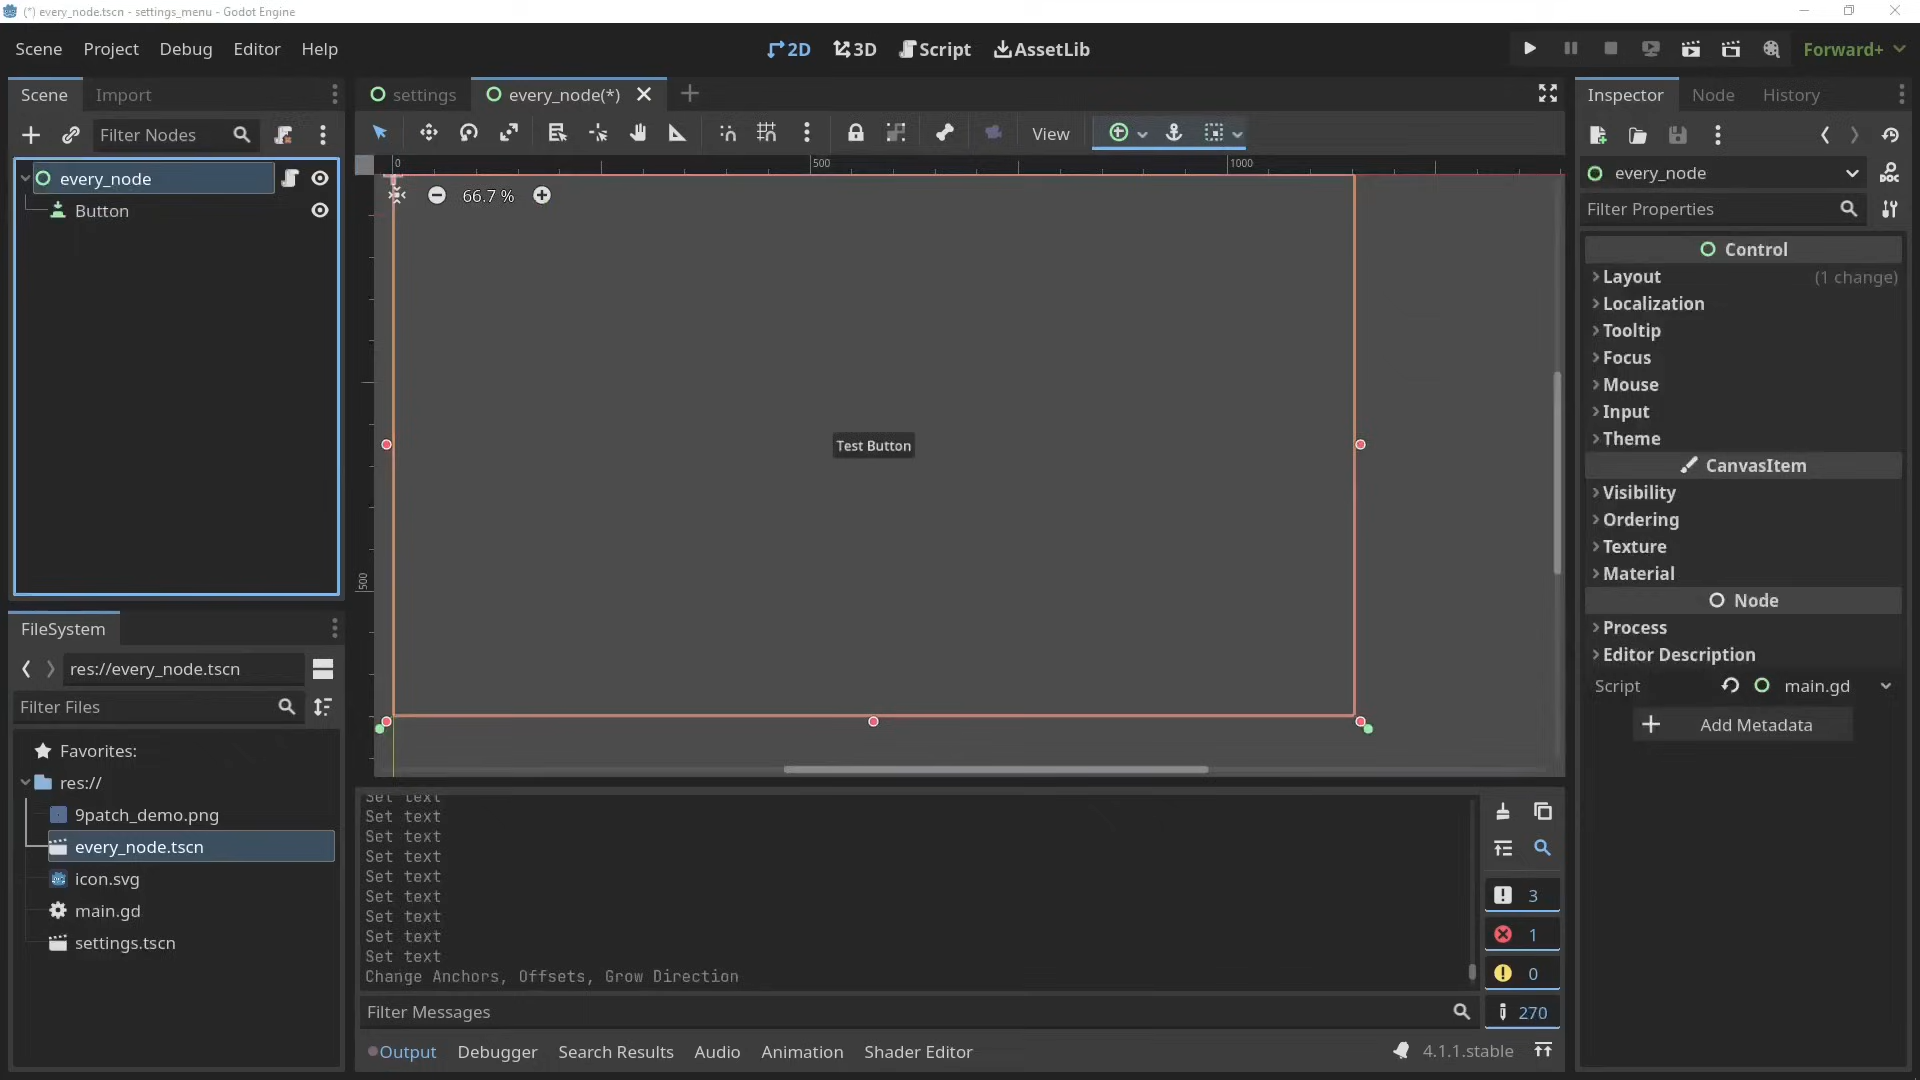 (*) every_node.tscn - settings_menu - Godot Engine
Scene Project Debug Editor Help
2D 3D Script AssetLib
Forward+
Scene Import
Filter Nodes
every_node
Button
FileSystem
res://every_node.tscn
Filter Files
Favorites:
res://
9patch_demo.png
every_node.tscn
icon.svg
main.gd
settings.tscn
settings every_node(*)
View
0 500 1000
66.7 %
500
Test Button
Set text
Set text
Set text
Set text
Set text
Set text
Set text
Set text
Set text
Change Anchors, Offsets, Grow Direction
3
1
0
270
Filter Messages
Output Debugger Search Results Audio Animation Shader Editor
4.1.1.stable
Inspector Node History
every_node
DOC
Filter Properties
Control
Layout (1 change)
Localization
Tooltip
Focus
Mouse
Input
Theme
CanvasItem
Visibility
Ordering
Texture
Material
Node
Process
Editor Description
Script main.gd
Add Metadata